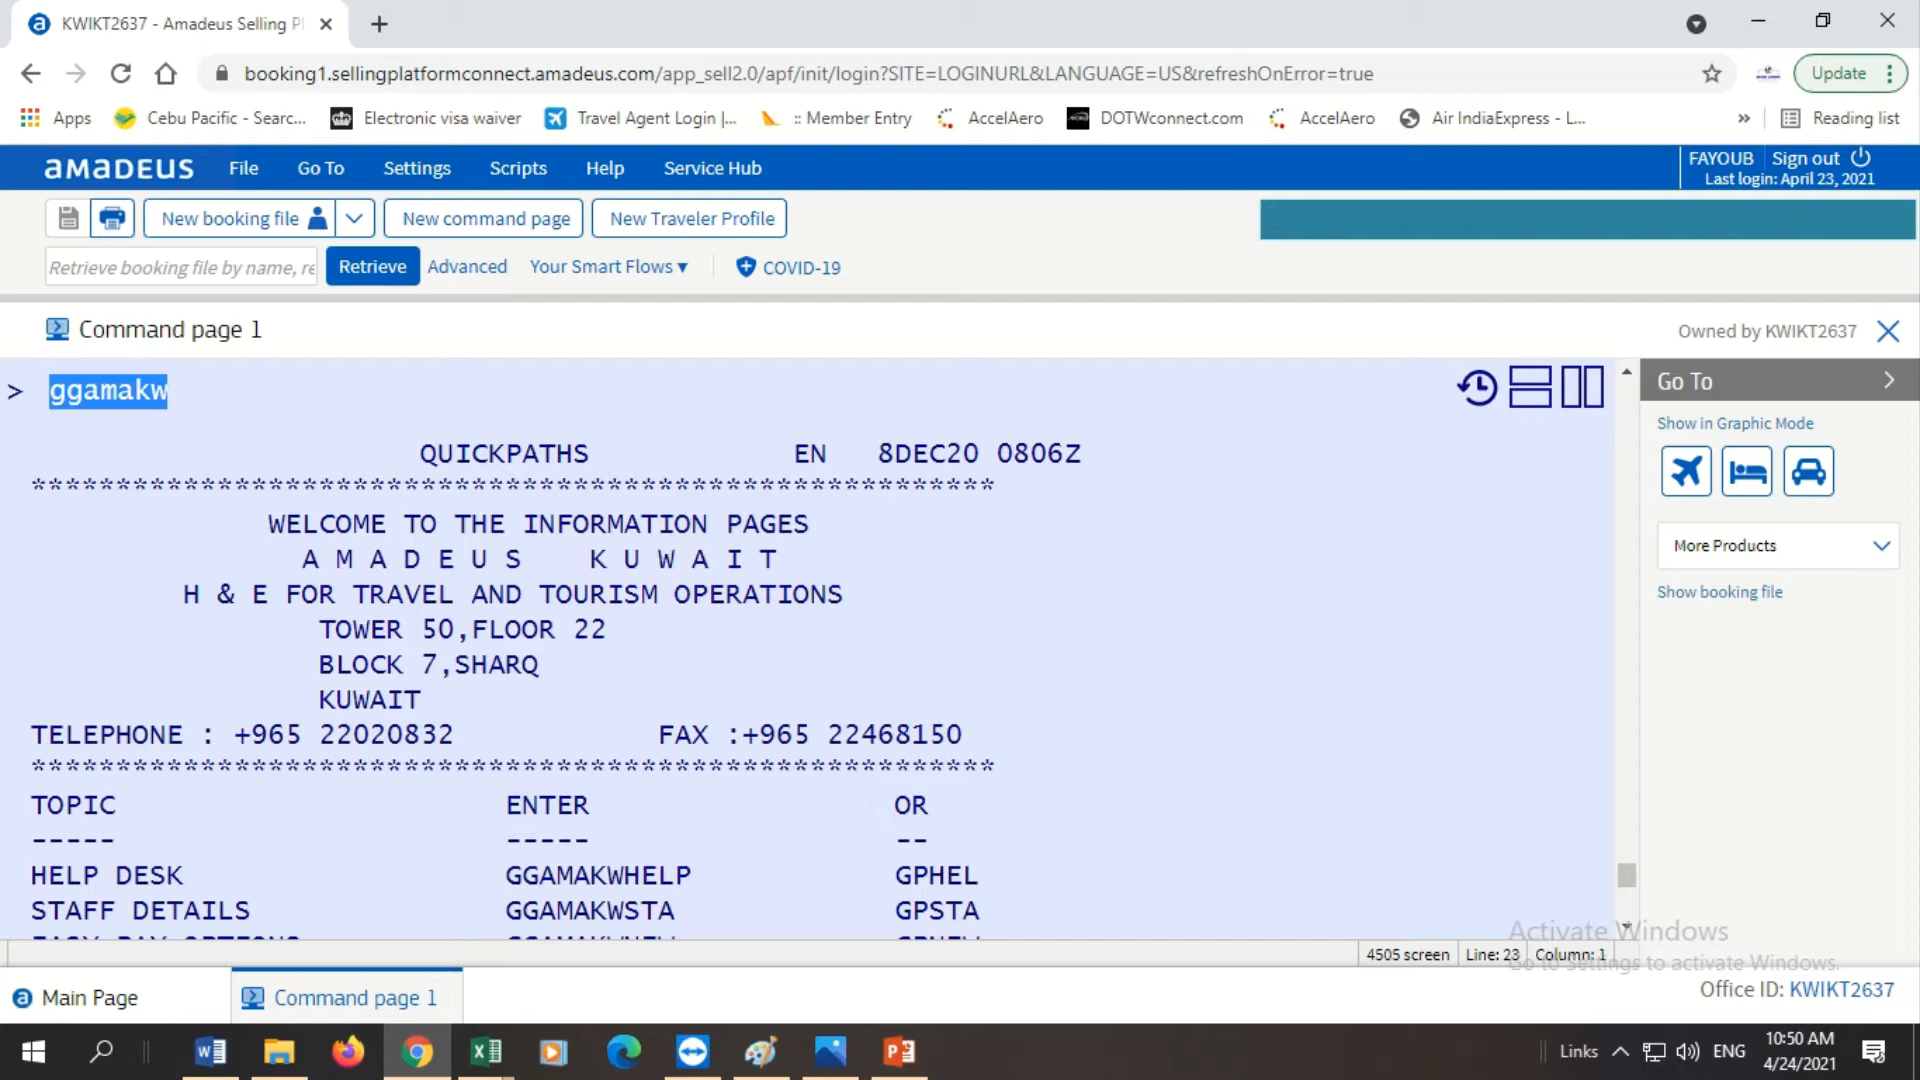 KWIKT2637 - Amadeus Selling Pl
booking1.sellingplatformconnect.amadeus.com/app_sell2.0/apf/init/login?SITE=LOGINURL&LANGUAGE=US&refreshOnError=true
Update
Apps
Cebu Pacific - Searc...
Electronic visa waiver
Travel Agent Login |...
:: Member Entry
AccelAero
DOTWconnect.com
AccelAero
Air IndiaExpress - L...
»
Reading list
amadeus
File
Go To
Settings
Scripts
Help
Service Hub
FAYOUB
Sign out
Last login: April 23, 2021
New booking file
New command page
New Traveler Profile
Retrieve booking file by name, re
Retrieve
Advanced
Your Smart Flows
COVID-19
Command page 1
Owned by KWIKT2637
> ggamakw
QUICKPATHS EN 8DEC20 0806Z
*********************************************************
WELCOME TO THE INFORMATION PAGES
A M A D E U S K U W A I T
H & E FOR TRAVEL AND TOURISM OPERATIONS
TOWER 50,FLOOR 22
BLOCK 7,SHARQ
KUWAIT
TELEPHONE : +965 22020832 FAX :+965 22468150
*********************************************************
TOPIC ENTER OR
----- ----- --
HELP DESK GGAMAKWHELP GPHEL
STAFF DETAILS GGAMAKWSTA GPSTA
Go To
Show in Graphic Mode
More Products
Show booking file
Activate Windows
Go to Settings to activate Windows.
4505 screen
Line: 23
Column: 1
Main Page
Command page 1
Office ID: KWIKT2637
Links
ENG
10:50 AM
4/24/2021